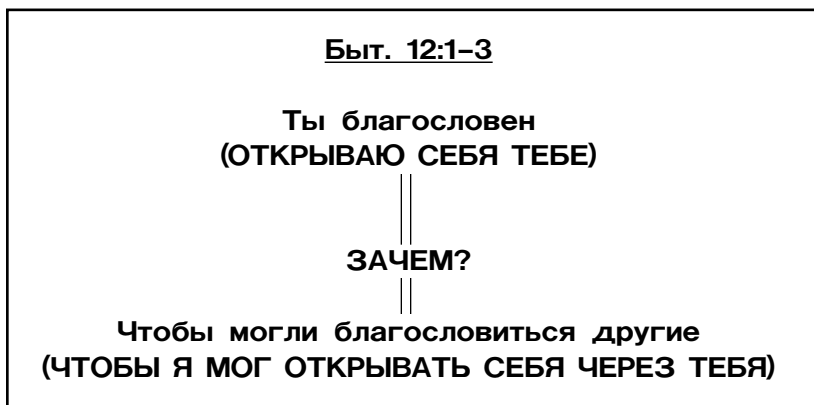 Быт. 12:1–3
Ты благословен
(ОТКРЫВАЮ СЕБЯ ТЕБЕ)
ЗАЧЕМ?
Чтобы могли благословиться другие
(ЧТОБЫ Я МОГ ОТКРЫВАТЬ СЕБЯ ЧЕРЕЗ ТЕБЯ)